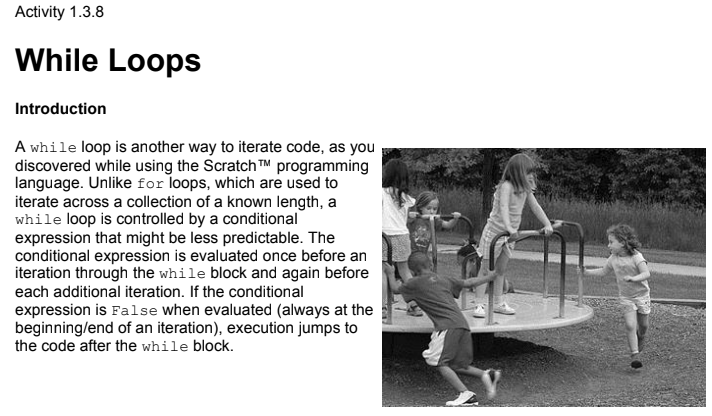 Activity 1.3.8
While Loops
Introduction
A while loop is another way to iterate code, as you
discovered while using the Scratch™ programming
language. Unlike for loops, which are used to
iterate across a collection of a known length, a
while loop is controlled by a conditional
expression that might be less predictable. The
conditional expression is evaluated once before an
iteration through the while block and again before
each additional iteration. If the conditional
expression is False when evaluated (always at the
beginning/end of an iteration), execution jumps to
the code after the while block.